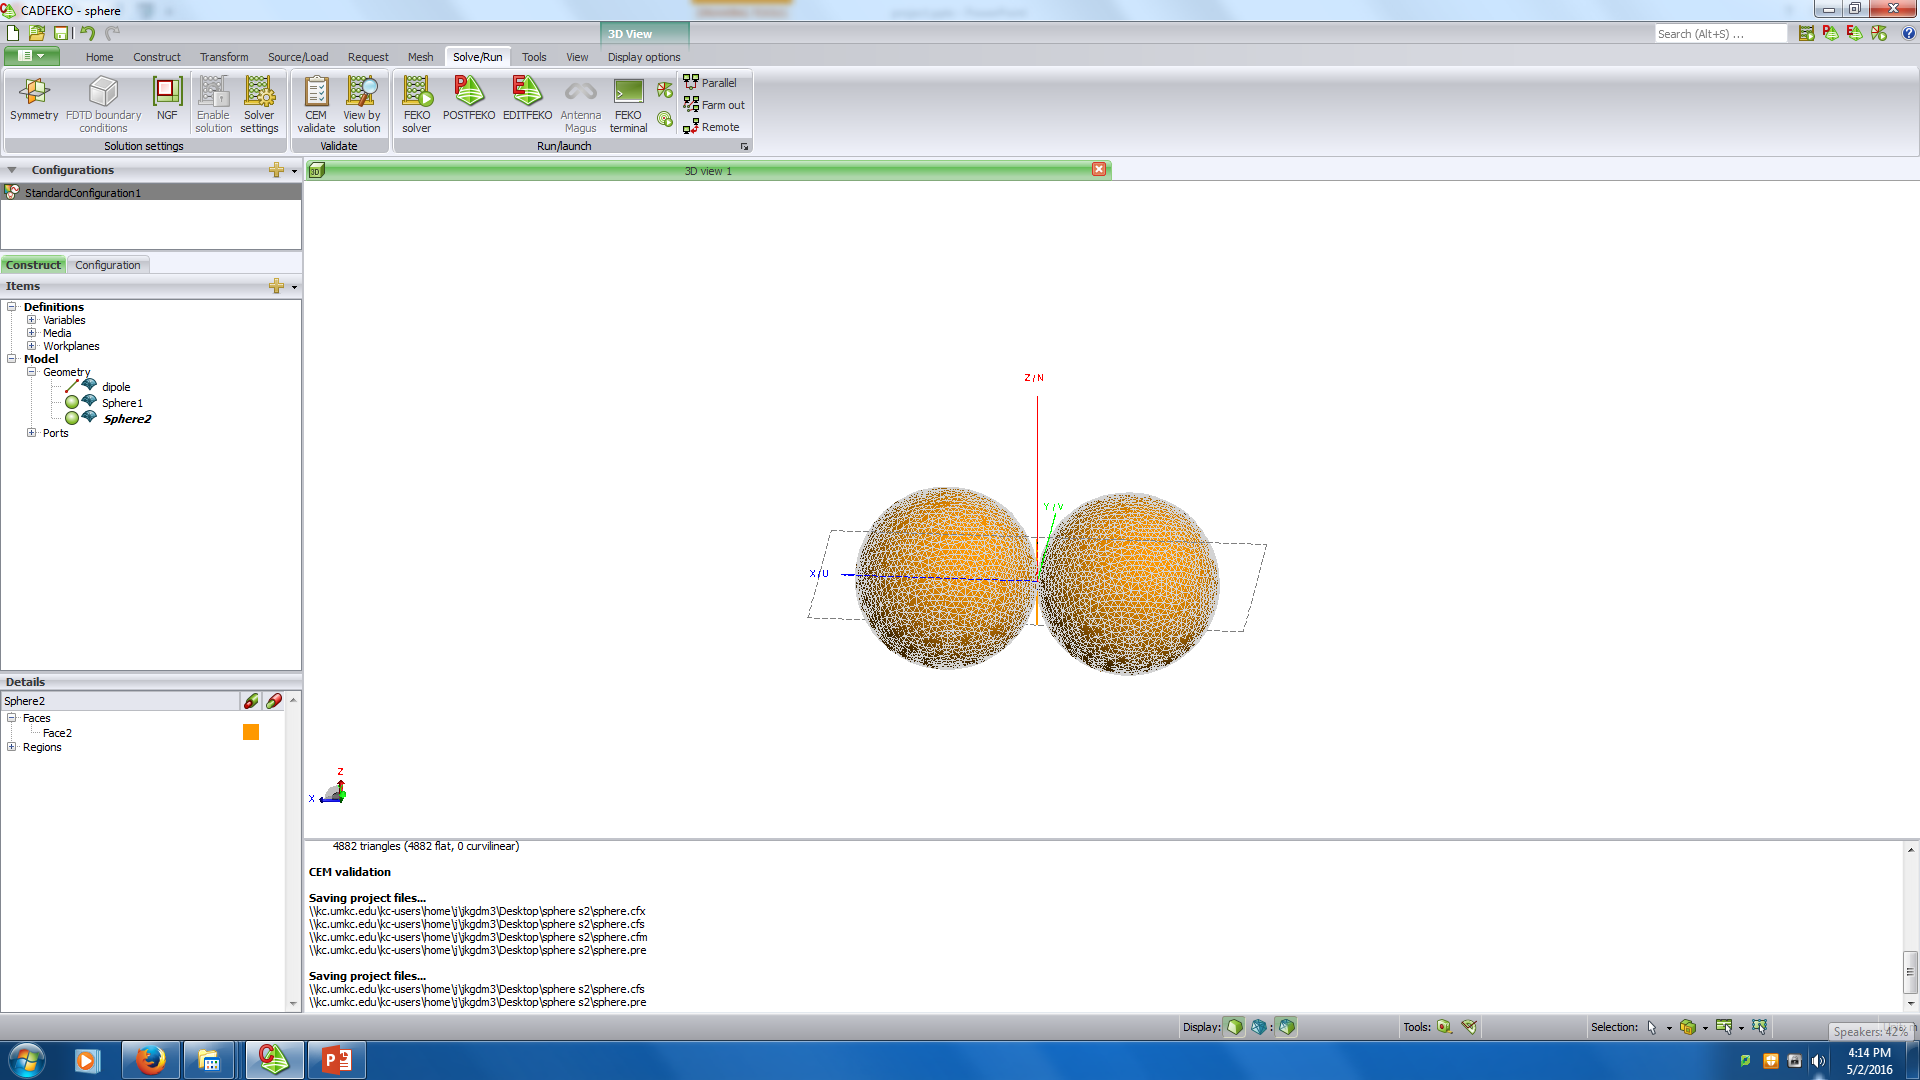 CADFEKO - sphere
3D View
Search (Alt+S) ...
Home Construct Transform Source/Load Request Mesh Solve/Run Tools View Display options
Symmetry
FDTD boundary conditions
NGF
Enable solution
Solver settings
Solution settings
CEM validate
View by solution
Validate
FEKO solver
POSTFEKO
EDITFEKO
Antenna Magus
FEKO terminal
Parallel
Farm out
Remote
Run/launch
Configurations
StandardConfiguration1
Construct Configuration
Items
Definitions
Variables
Media
Workplanes
Model
Geometry
dipole
Sphere1
Sphere2
Ports
Details
Sphere2
Faces
Face2
Regions
3D
3D view 1
Z/N
Y/V
X/U
Z
X
4882 triangles (4882 flat, 0 curvilinear)
CEM validation
Saving project files...
\\kc.umkc.edu\kc-users\home\j\jkgdm3\Desktop\sphere s2\sphere.cfx
\\kc.umkc.edu\kc-users\home\j\jkgdm3\Desktop\sphere s2\sphere.cfs
\\kc.umkc.edu\kc-users\home\j\jkgdm3\Desktop\sphere s2\sphere.cfm
\\kc.umkc.edu\kc-users\home\j\jkgdm3\Desktop\sphere s2\sphere.pre
Saving project files...
\\kc.umkc.edu\kc-users\home\j\jkgdm3\Desktop\sphere s2\sphere.cfs
\\kc.umkc.edu\kc-users\home\j\jkgdm3\Desktop\sphere s2\sphere.pre
Display: Tools: Selection:
Speakers: 42%
4:14 PM
5/2/2016